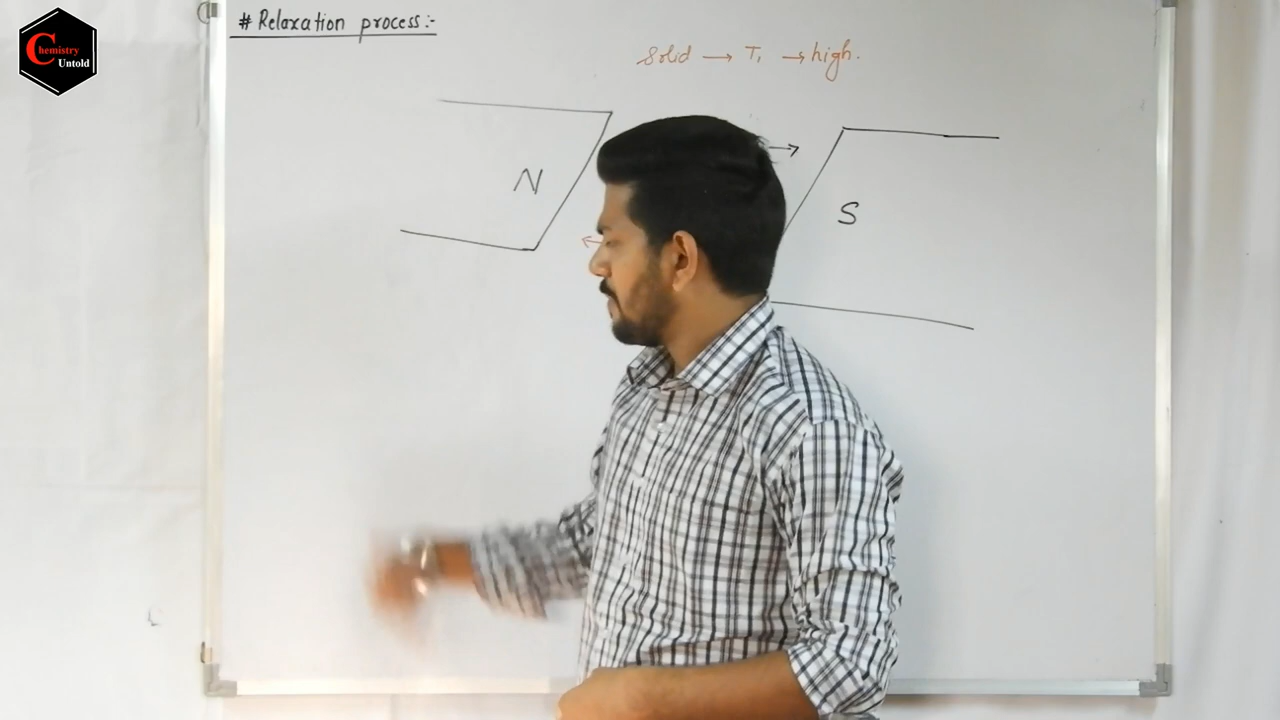 Chemistry
Untold
# Relaxation process:-
Solid → T₁ → high.
N
S